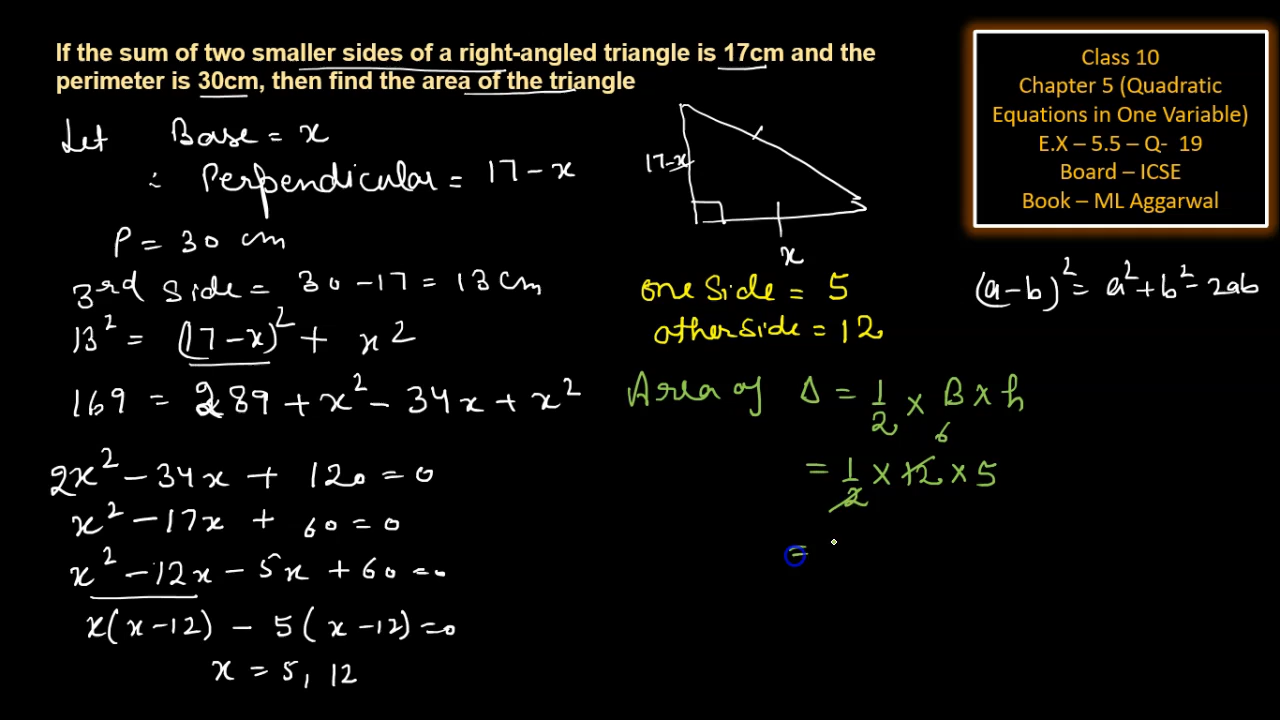 If the sum of two smaller sides of a right-angled triangle is 17cm and the
perimeter is 30cm, then find the area of the triangle
Class 10
Chapter 5 (Quadratic
Equations in One Variable)
E.X – 5.5 – Q- 19
Board – ICSE
Book – ML Aggarwal
Let Base = x
∴ Perpendicular = 17 - x
P = 30 cm
3rd Side = 30 - 17 = 13 cm
13² = (17 - x)² + x²
169 = 289 + x² - 34x + x²
2x² - 34x + 120 = 0
x² - 17x + 60 = 0
x² - 12x - 5x + 60 = 0
x(x - 12) - 5(x - 12) = 0
x = 5, 12
17-x
x
one Side = 5
other side = 12
(a - b)² = a² + b² - 2ab
Area of Δ = 1/2 × B × h
6
= 1/2 × 12 × 5
=